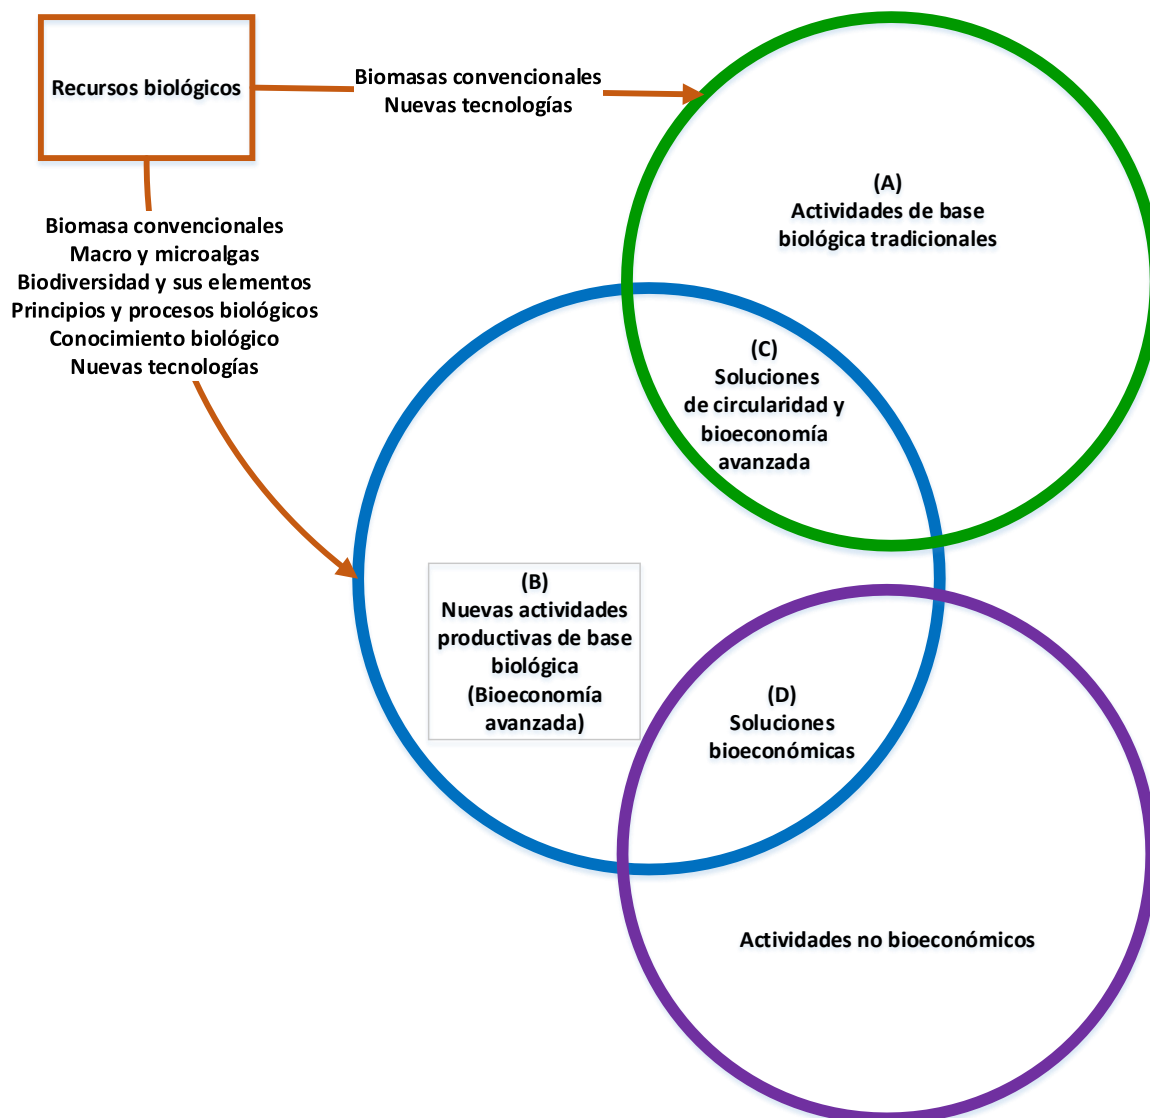 Recursos biológicos
Biomasas convencionales
Nuevas tecnologías
Biomasa convencionales
Macro y microalgas
Biodiversidad y sus elementos
Principios y procesos biológicos
Conocimiento biológico
Nuevas tecnologías
(A)
Actividades de base
biológica tradicionales
(C)
Soluciones
de circularidad y
bioeconomía
avanzada
(B)
Nuevas actividades
productivas de base
biológica
(Bioeconomía
avanzada)
(D)
Soluciones
bioeconómicas
Actividades no bioeconómicos